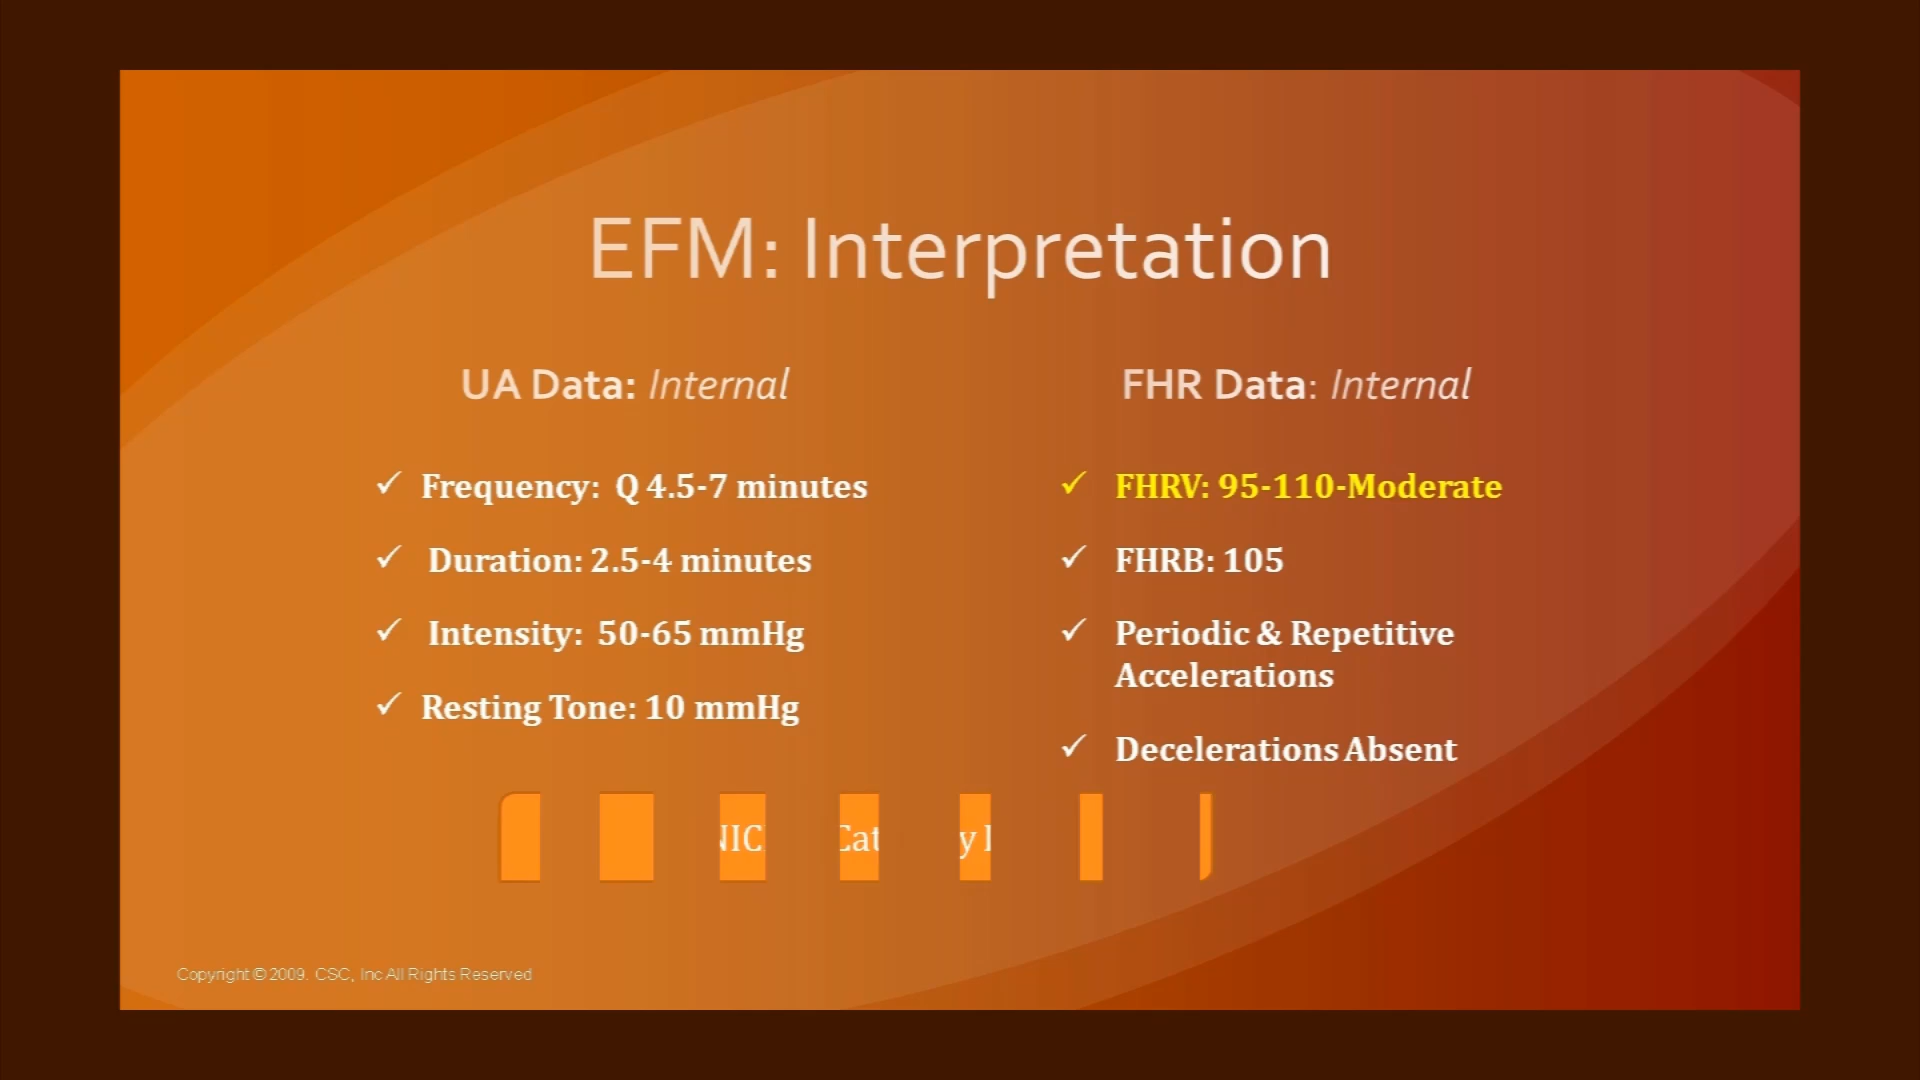 EFM: Interpretation
UA Data: Internal
✓ Frequency: Q 4.5-7 minutes
✓ Duration: 2.5-4 minutes
✓ Intensity: 50-65 mmHg
✓ Resting Tone: 10 mmHg
FHR Data: Internal
✓ FHRV: 95-110-Moderate
✓ FHRB: 105
✓ Periodic & Repetitive
Accelerations
✓ Decelerations Absent
Copyright © 2009. CSC, Inc All Rights Reserved